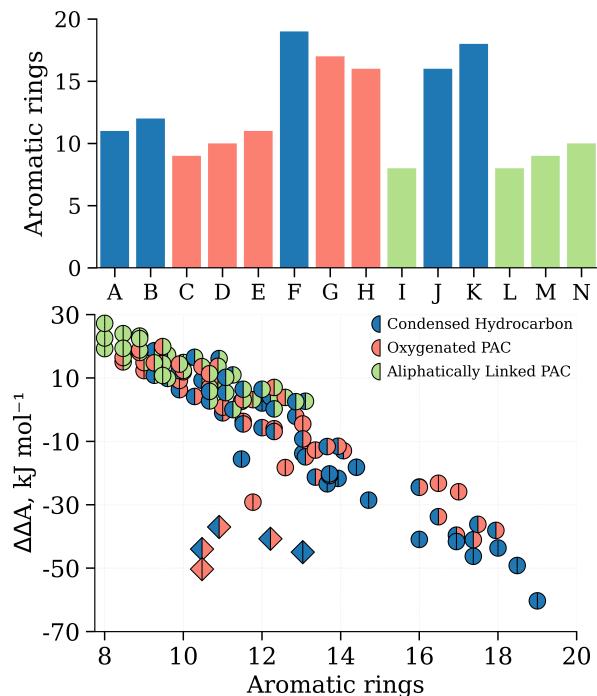 Aromatic rings
20
15
10
5
0
A B C D E F G H I J K L M N
ΔΔA, kJ mol⁻¹
30
10
-10
-30
-50
-70
Condensed Hydrocarbon
Oxygenated PAC
Aliphatically Linked PAC
8 10 12 14 16 18 20
Aromatic rings